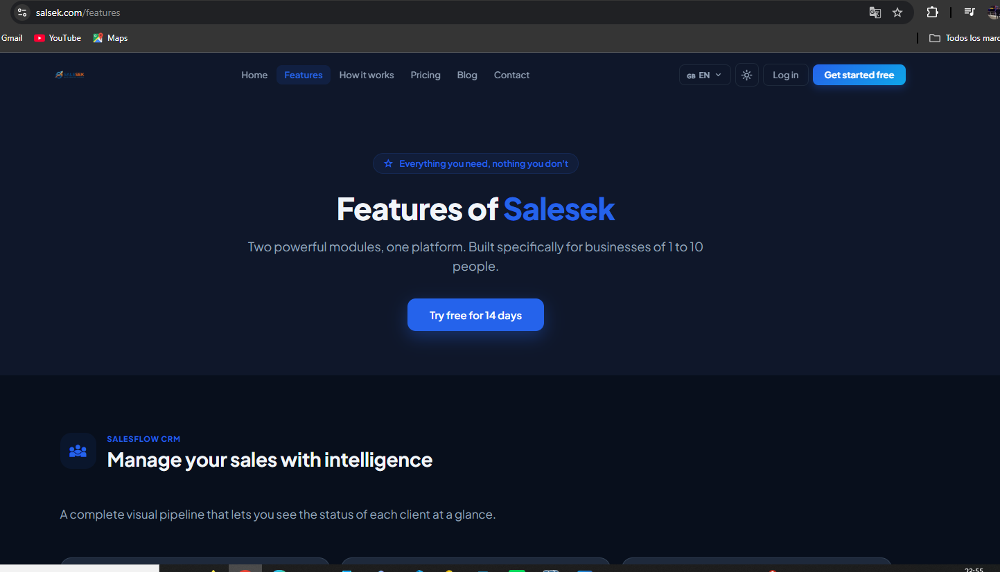 salsek.com/features
Gmail YouTube Maps Todos los marc
SALESEK Home Features How it works Pricing Blog Contact GB EN Log in Get started free
Everything you need, nothing you don't
Features of Salesek
Two powerful modules, one platform. Built specifically for businesses of 1 to 10
people.
Try free for 14 days
SALESFLOW CRM
Manage your sales with intelligence
A complete visual pipeline that lets you see the status of each client at a glance.
22:55